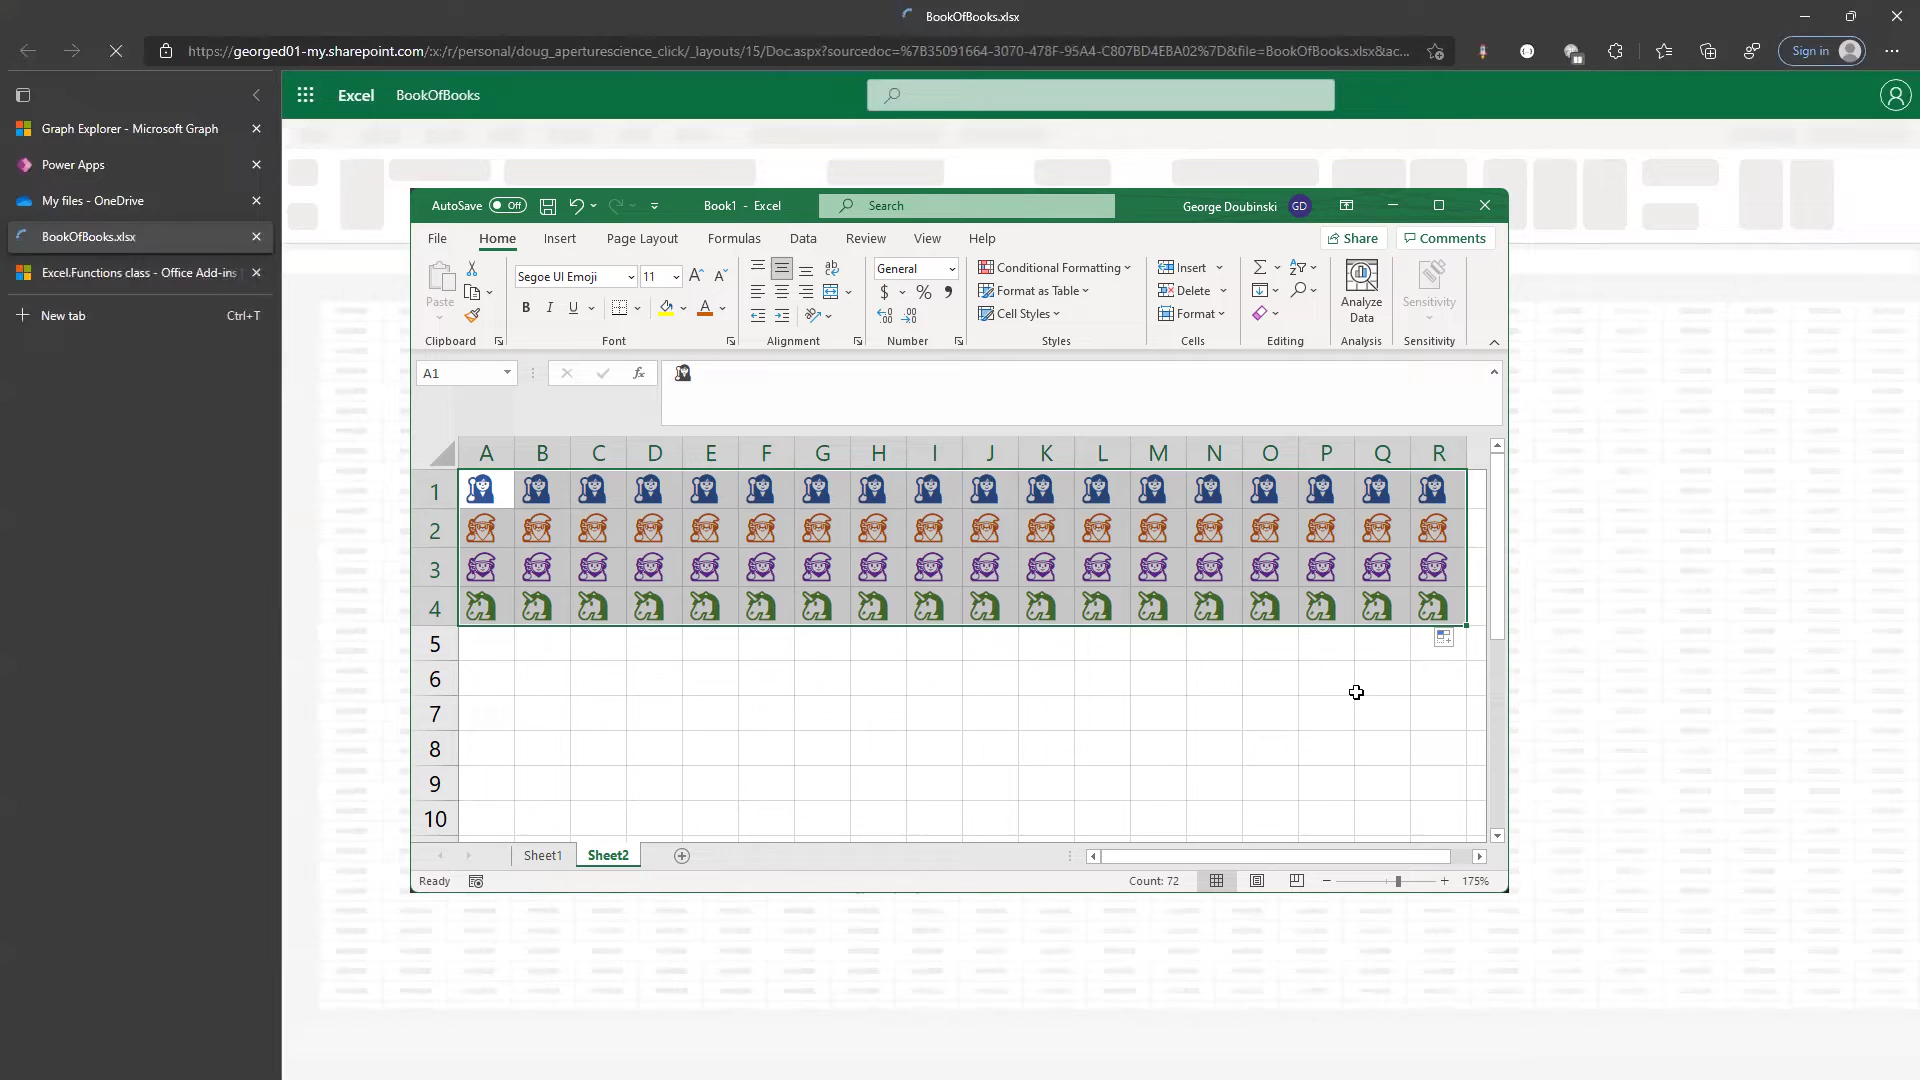 BookOfBooks.xlsx
https://georged01-my.sharepoint.com/:x:/r/personal/doug_aperturescience_click/_layouts/15/Doc.aspx?sourcedoc=%7B35091664-3070-478F-95A4-C807BD4EBA02%7D&file=BookOfBooks.xlsx&ac...
Sign in
Excel BookOfBooks
Graph Explorer - Microsoft Graph
Power Apps
My files - OneDrive
BookOfBooks.xlsx
Excel.Functions class - Office Add-ins
New tab Ctrl+T
AutoSave Off Book1 - Excel Search George Doubinski GD
File Home Insert Page Layout Formulas Data Review View Help Share Comments
Paste Segoe UI Emoji 11 A A ab General Conditional Formatting Insert Analyze Data Sensitivity
B I U A $ % 9 Format as Table Delete
Cell Styles Format
Clipboard Font Alignment Number Styles Cells Editing Analysis Sensitivity
A1 fx
A B C D E F G H I J K L M N O P Q R
1
2
3
4
5
6
7
8
9
10
Sheet1 Sheet2
Ready Count: 72 175%